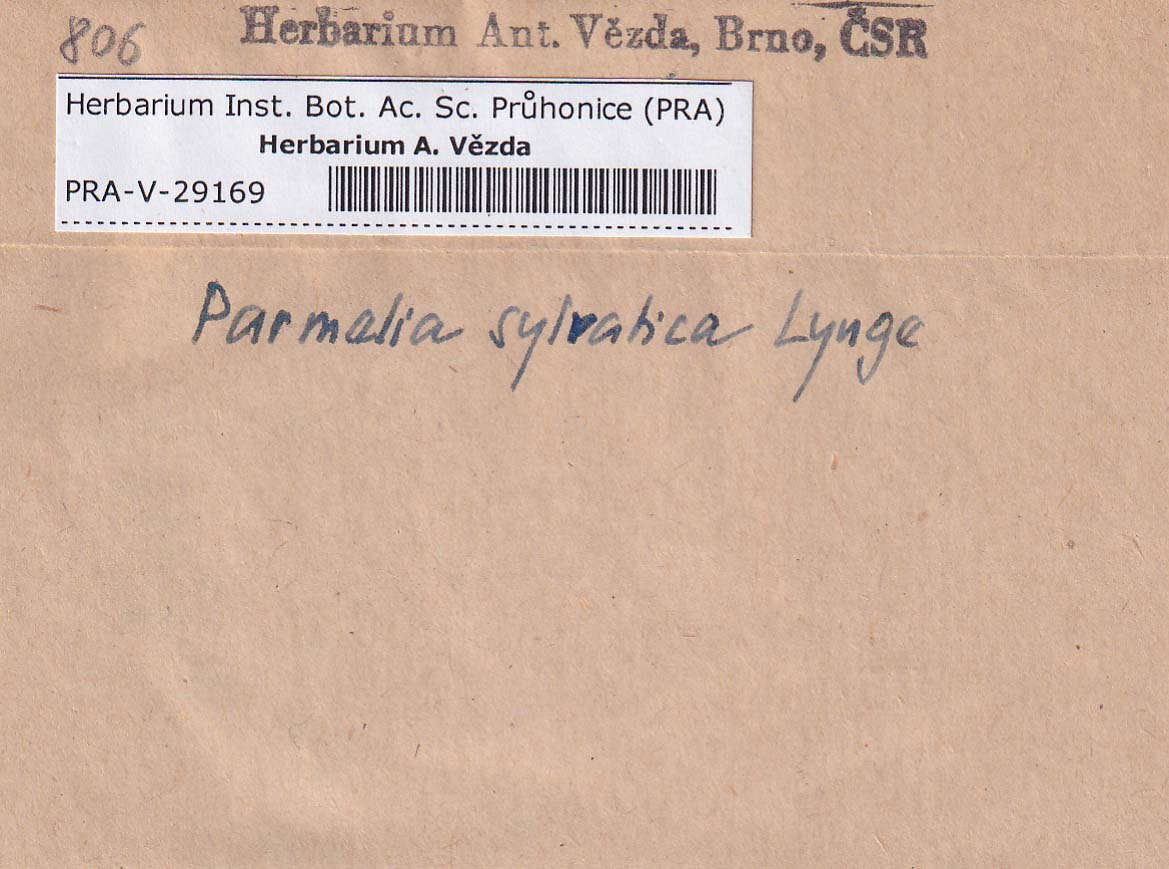 806 Herbarium Ant. Vězda, Brno, ČSR
Herbarium Inst. Bot. Ac. Sc. Průhonice (PRA)
Herbarium A. Vězda
PRA-V-29169
Parmelia sylvatica Lynge